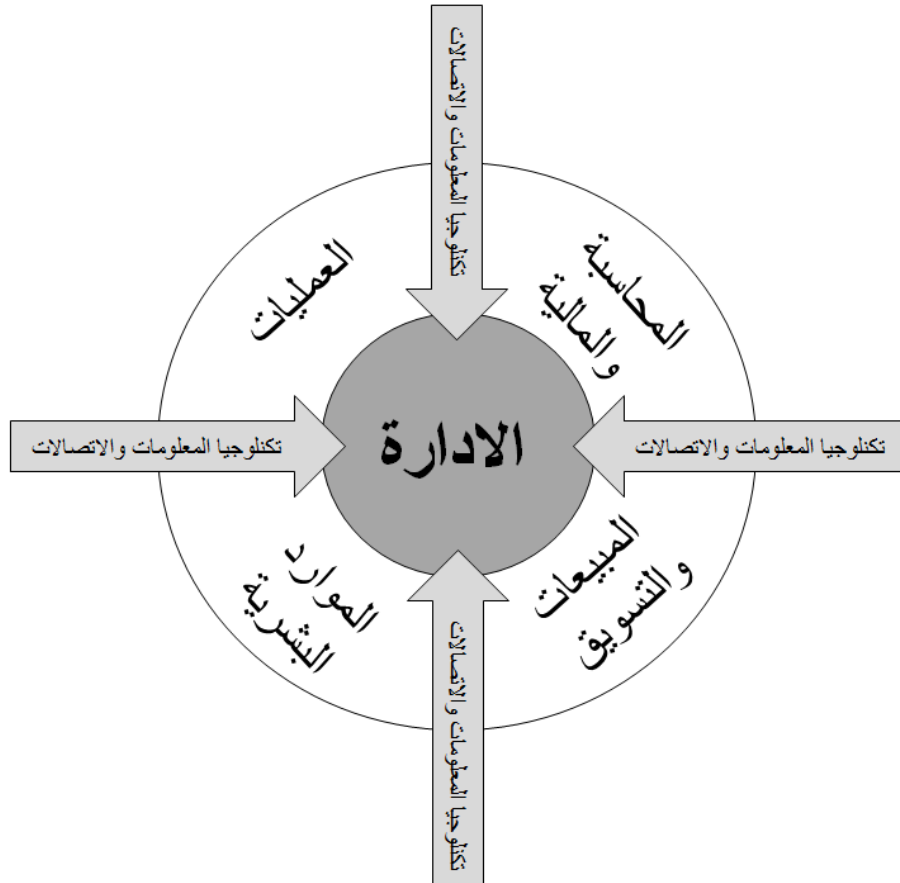 تكنلوجيا المعلومات والاتصالات
المحاسبة
والمالية
العمليات
تكنلوجيا المعلومات والاتصالات
الادارة
تكنلوجيا المعلومات والاتصالات
المبيعات
والتسويق
الموارد
البشرية
تكنلوجيا المعلومات والاتصالات